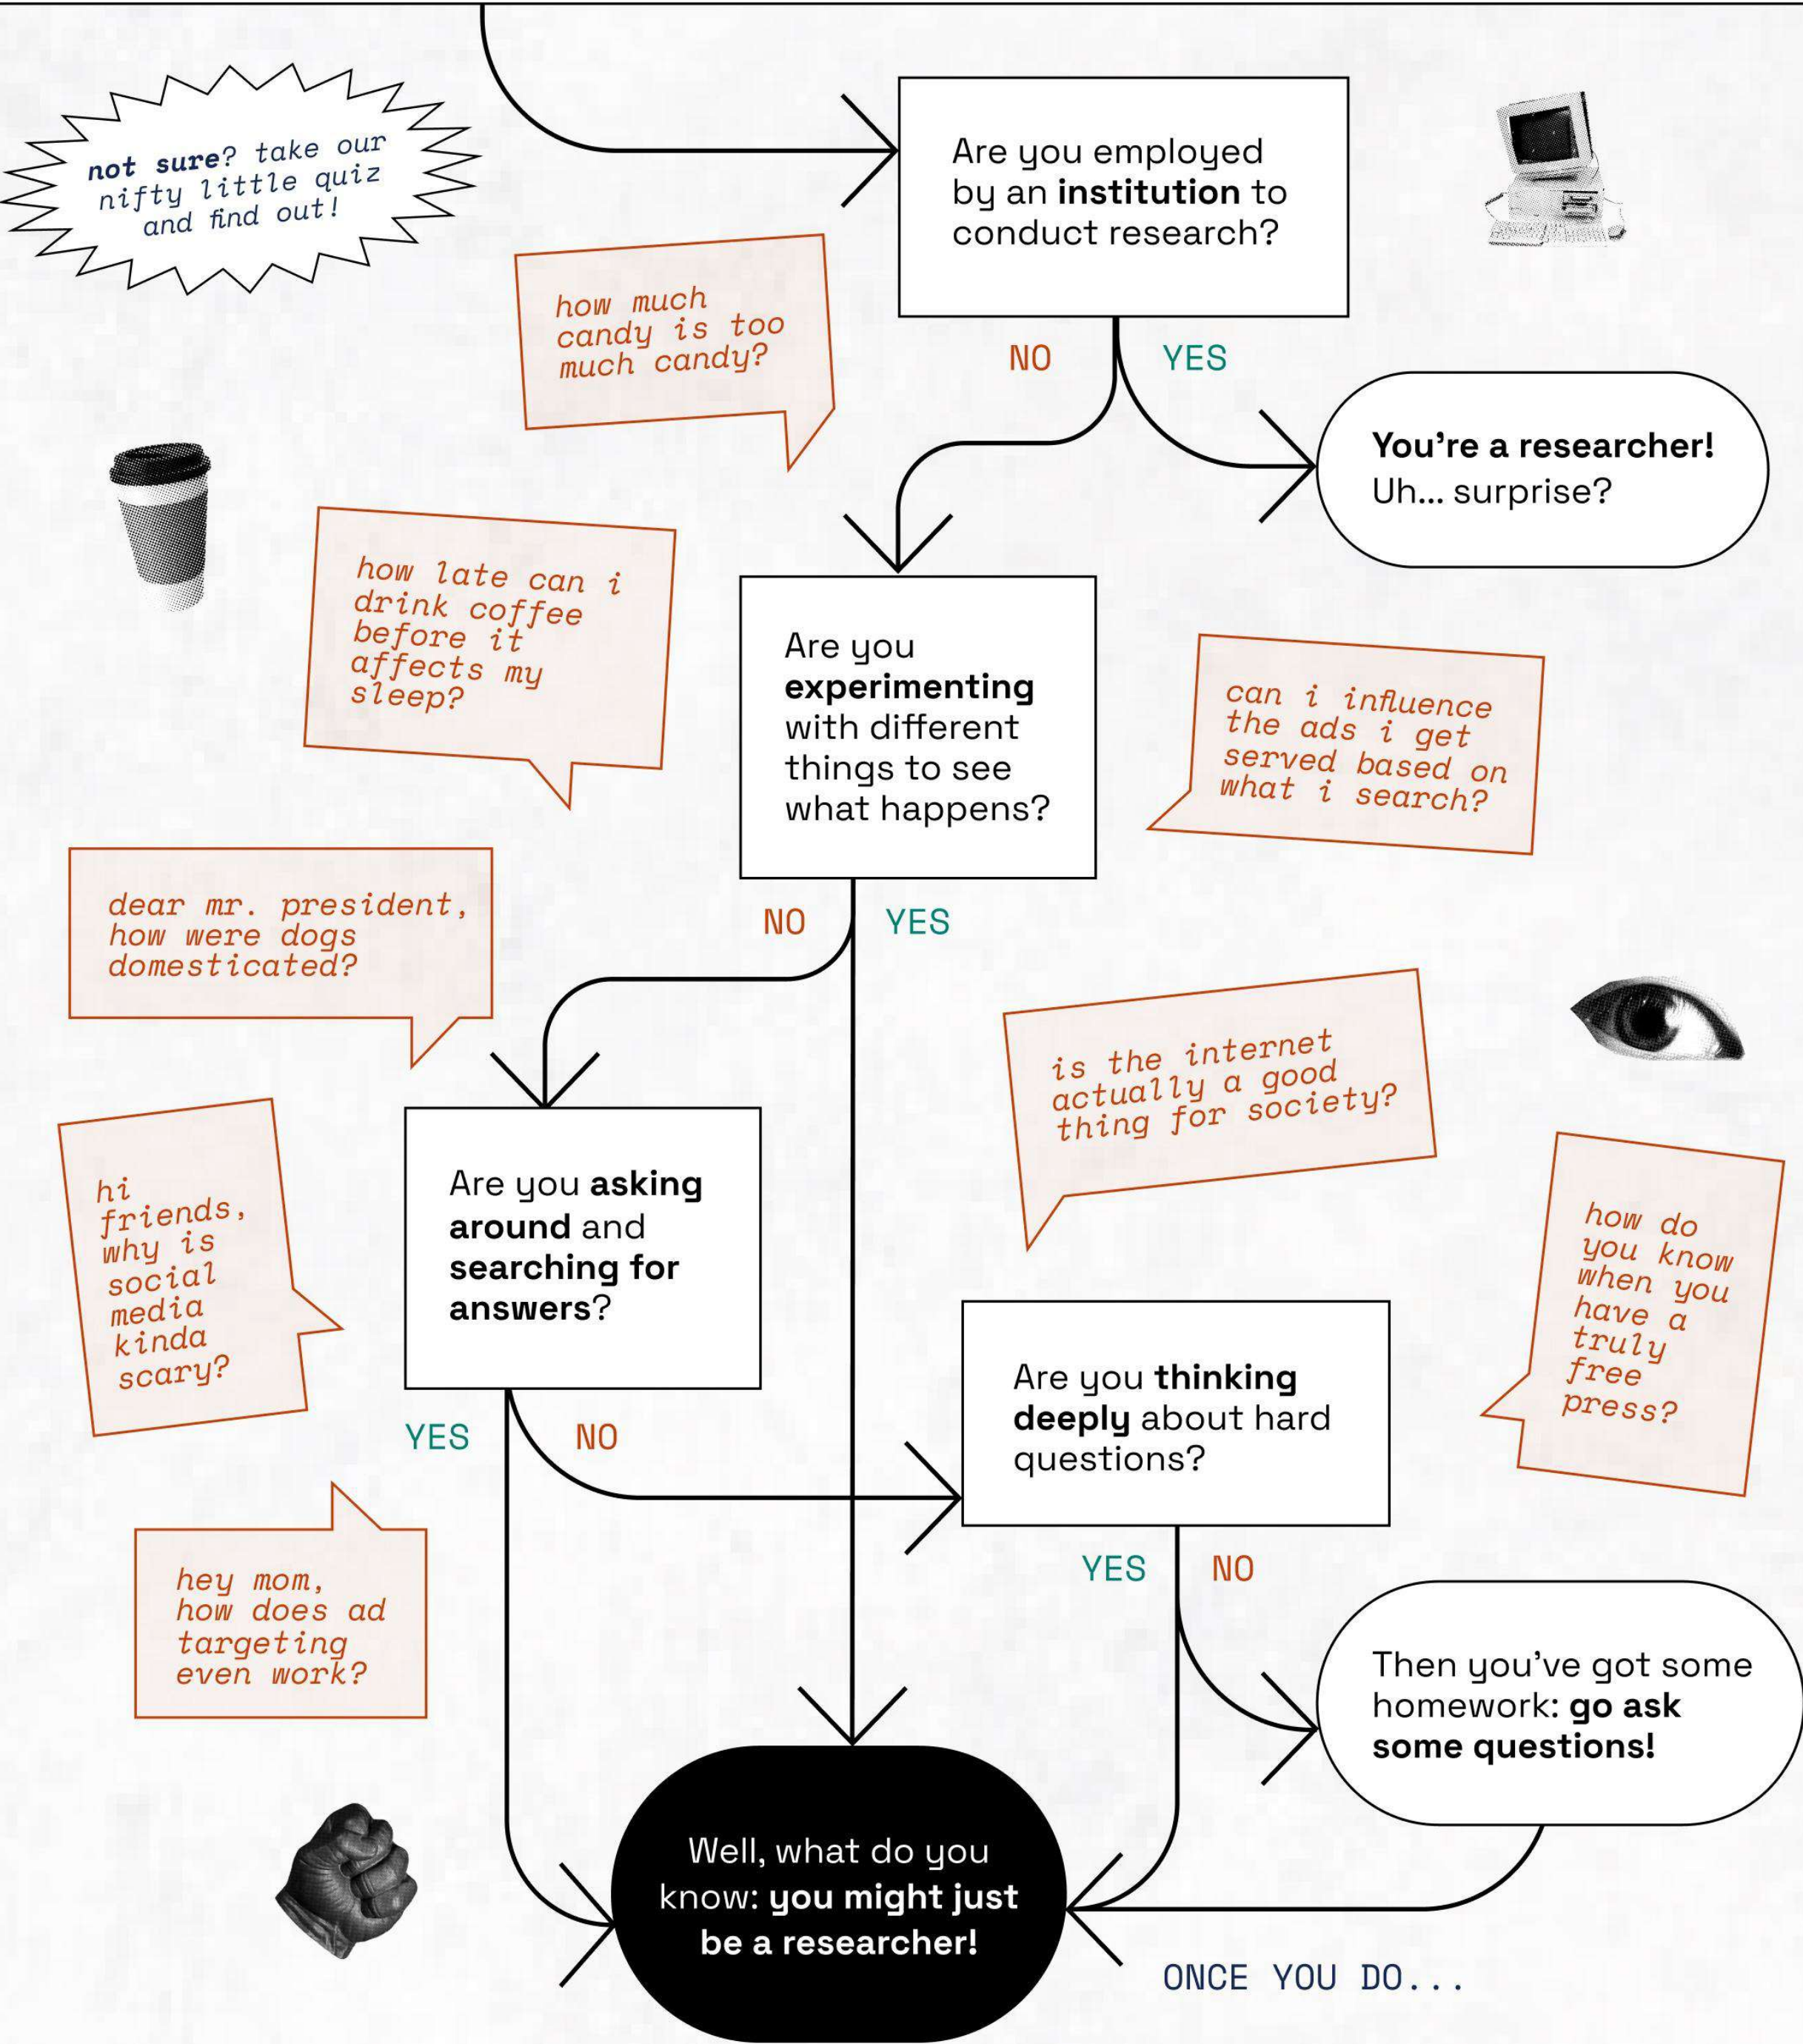 not sure? take our
nifty little quiz
and find out!
Are you employed
by an institution to
conduct research?
how much
candy is too
much candy?
NO
YES
You're a researcher!
Uh... surprise?
how late can i
drink coffee
before it
affects my
sleep?
Are you
experimenting
with different
things to see
what happens?
can i influence
the ads i get
served based on
what i search?
dear mr. president,
how were dogs
domesticated?
NO
YES
is the internet
actually a good
thing for society?
hi
friends,
why is
social
media
kinda
scary?
Are you asking
around and
searching for
answers?
how do
you know
when you
have a
truly
free
press?
Are you thinking
deeply about hard
questions?
YES
NO
hey mom,
how does ad
targeting
even work?
YES
NO
Then you've got some
homework: go ask
some questions!
Well, what do you
know: you might just
be a researcher!
ONCE YOU DO...